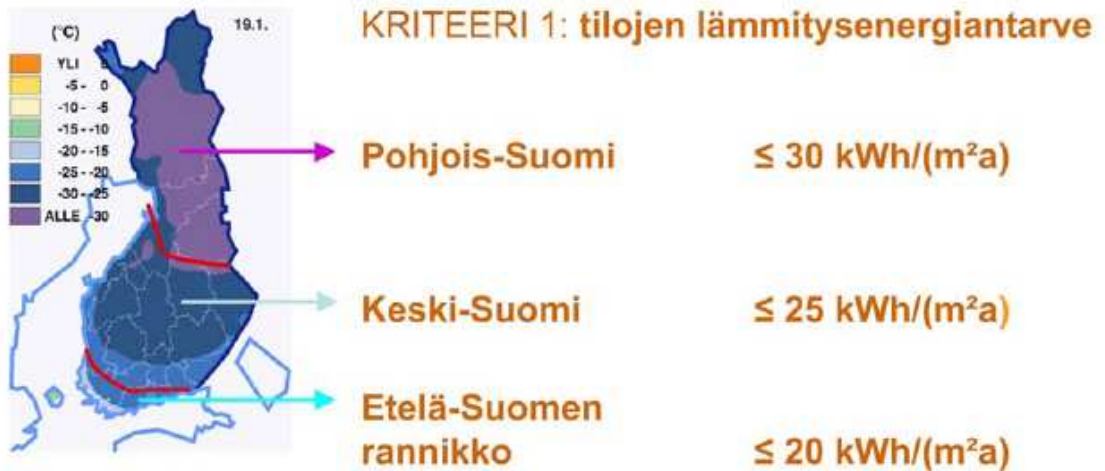 KRITEERI 1: tilojen lämmitysenergiantarve
19.1.
(°C)
YLI 0
-5 - 0
-10 - -5
-15 - -10
-20 - -15
-25 - -20
-30 - -25
ALLE -30
Pohjois-Suomi ≤ 30 kWh/(m²a)
Keski-Suomi ≤ 25 kWh/(m²a)
Etelä-Suomen
rannikko ≤ 20 kWh/(m²a)